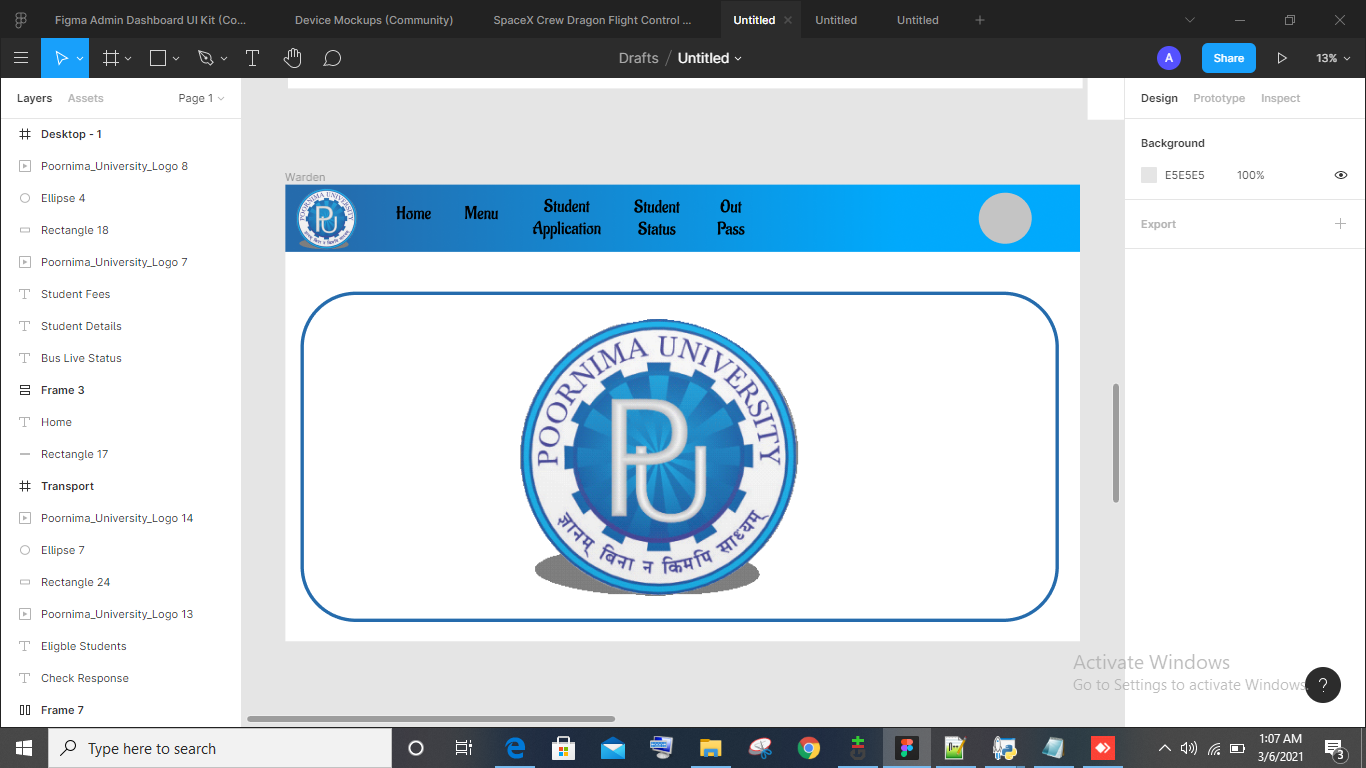 Figma Admin Dashboard UI Kit (Co...
Device Mockups (Community)
SpaceX Crew Dragon Flight Control ...
Untitled
Untitled
Untitled
Drafts / Untitled
A
Share
13%
Layers
Assets
Page 1
Desktop - 1
Poornima_University_Logo 8
Ellipse 4
Rectangle 18
Poornima_University_Logo 7
Student Fees
Student Details
Bus Live Status
Frame 3
Home
Rectangle 17
Transport
Poornima_University_Logo 14
Ellipse 7
Rectangle 24
Poornima_University_Logo 13
Eligble Students
Check Response
Frame 7
Warden
POORNIMA UNIVERSITY
PU
Home
Menu
Student
Application
Student
Status
Out
Pass
POORNIMA UNIVERSITY
PU
ज्ञानम् बिना न किमपि साध्यम्
Design
Prototype
Inspect
Background
E5E5E5
100%
Export
Activate Windows
Go to Settings to activate Windows.
?
Type here to search
1:07 AM
3/6/2021
3